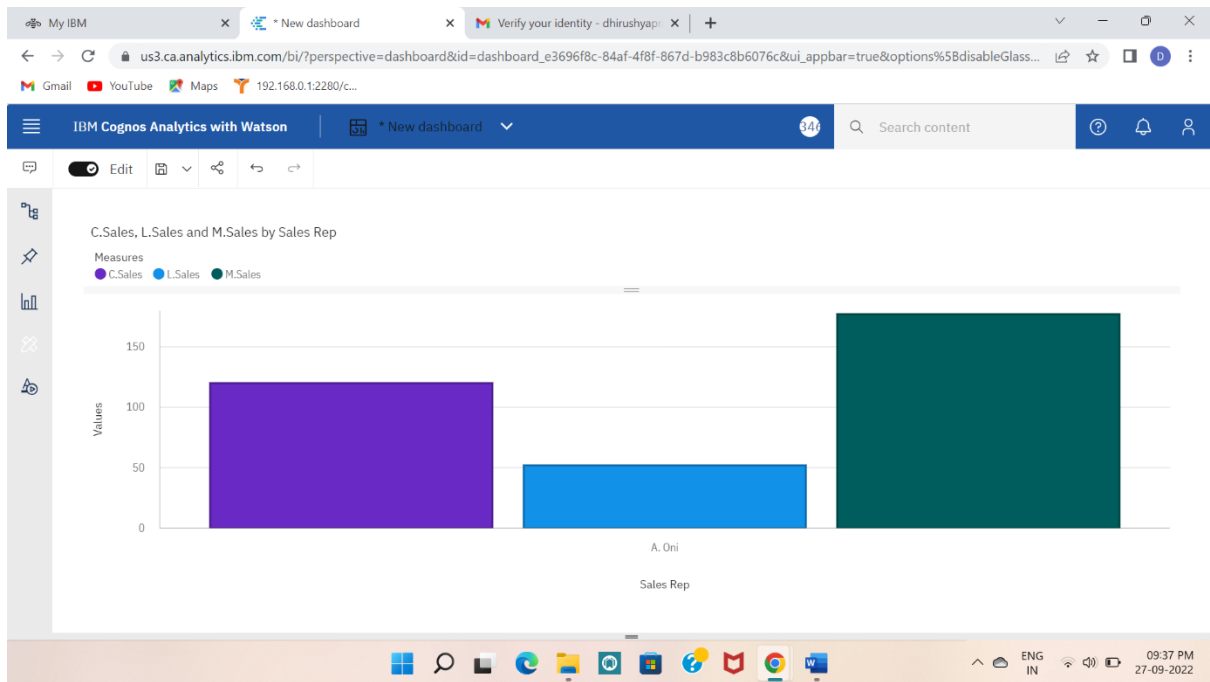 My IBM
* New dashboard
Verify your identity - dhirushyapr
us3.ca.analytics.ibm.com/bi/?perspective=dashboard&id=dashboard_e3696f8c-84af-4f8f-867d-b983c8b6076c&ui_appbar=true&options%5BdisableGlass...
D
Gmail
YouTube
Maps
192.168.0.1:2280/c...
IBM Cognos Analytics with Watson
* New dashboard
346
Search content
Edit
C.Sales, L.Sales and M.Sales by Sales Rep
Measures
C.Sales L.Sales M.Sales
150
100
50
0
Values
A. Oni
Sales Rep
ENG
IN
09:37 PM
27-09-2022